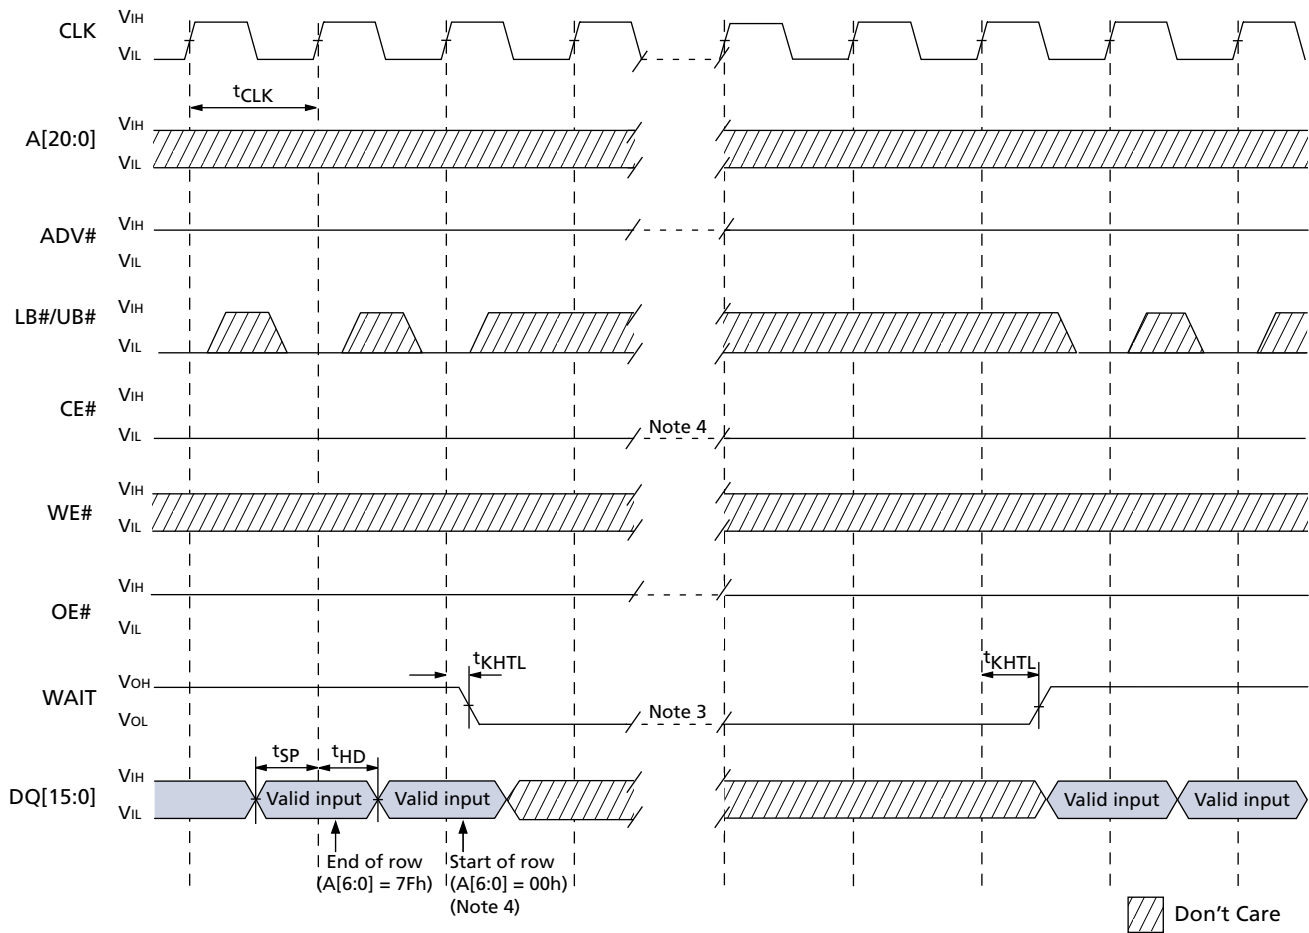 CLK
VIH
VIL
tCLK
A[20:0]
VIH
VIL
ADV#
VIH
VIL
LB#/UB#
VIH
VIL
CE#
VIH
VIL
Note 4
WE#
VIH
VIL
OE#
VIH
VIL
WAIT
VOH
VOL
tKHTL
Note 3
tKHTL
DQ[15:0]
VIH
VIL
tSP
tHD
Valid input
Valid input
Valid input
Valid input
End of row
(A[6:0] = 7Fh)
Start of row
(A[6:0] = 00h)
(Note 4)
Don't Care